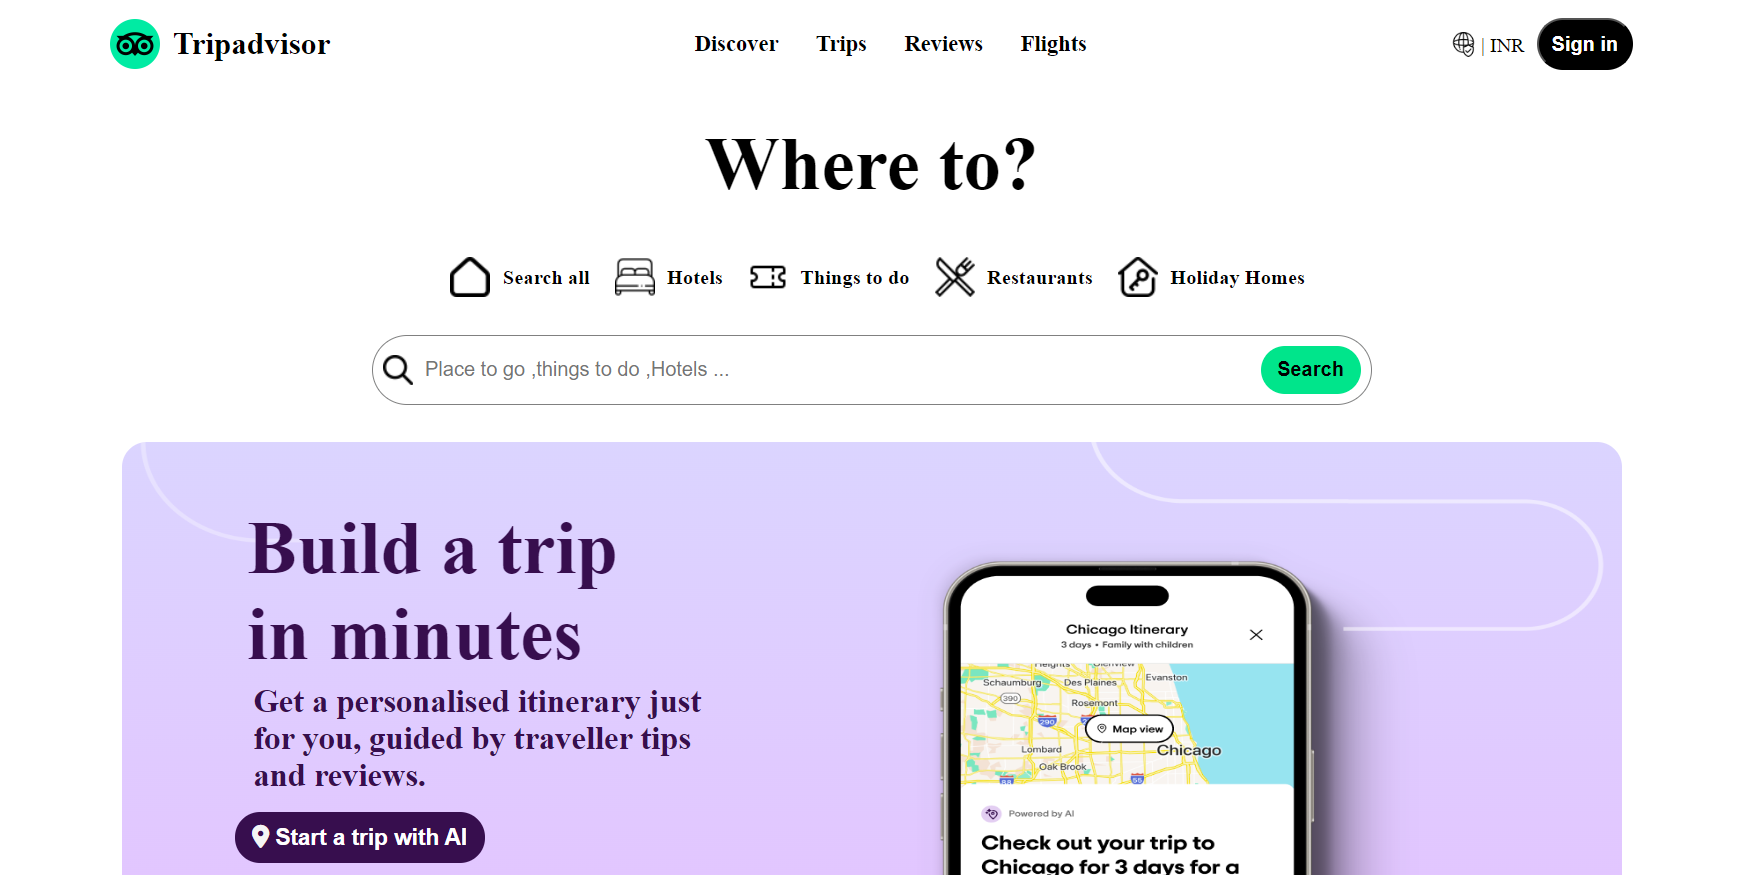 Tripadvisor
Discover Trips Reviews Flights
| INR Sign in
Where to?
Search all Hotels Things to do Restaurants Holiday Homes
Place to go ,things to do ,Hotels ...
Search
Build a trip
in minutes
Get a personalised itinerary just
for you, guided by traveller tips
and reviews.
Start a trip with AI
Chicago Itinerary
3 days • Family with children
Heights Glenview
Schaumburg Des Plaines Evanston
390
Rosemont
290
Map view
Lombard Chicago
Oak Brook
55
Powered by AI
Check out your trip to
Chicago for 3 days for a